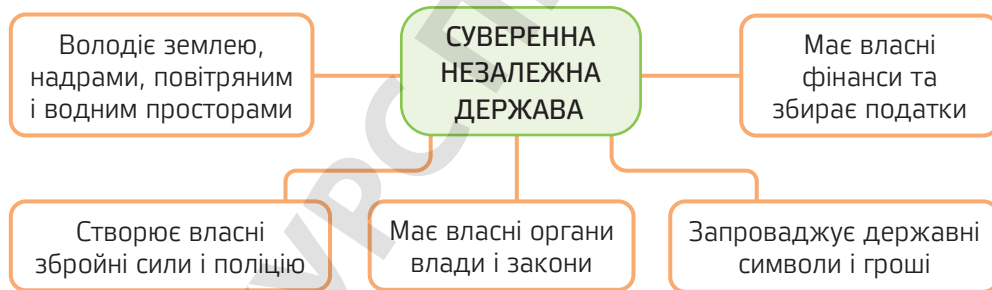 Володіє землею,
надрами, повітряним
і водним просторами
СУВЕРЕННА
НЕЗАЛЕЖНА
ДЕРЖАВА
Має власні
фінанси та
збирає податки
Створює власні
збройні сили і поліцію
Має власні органи
влади і закони
Запроваджує державні
символи і гроші